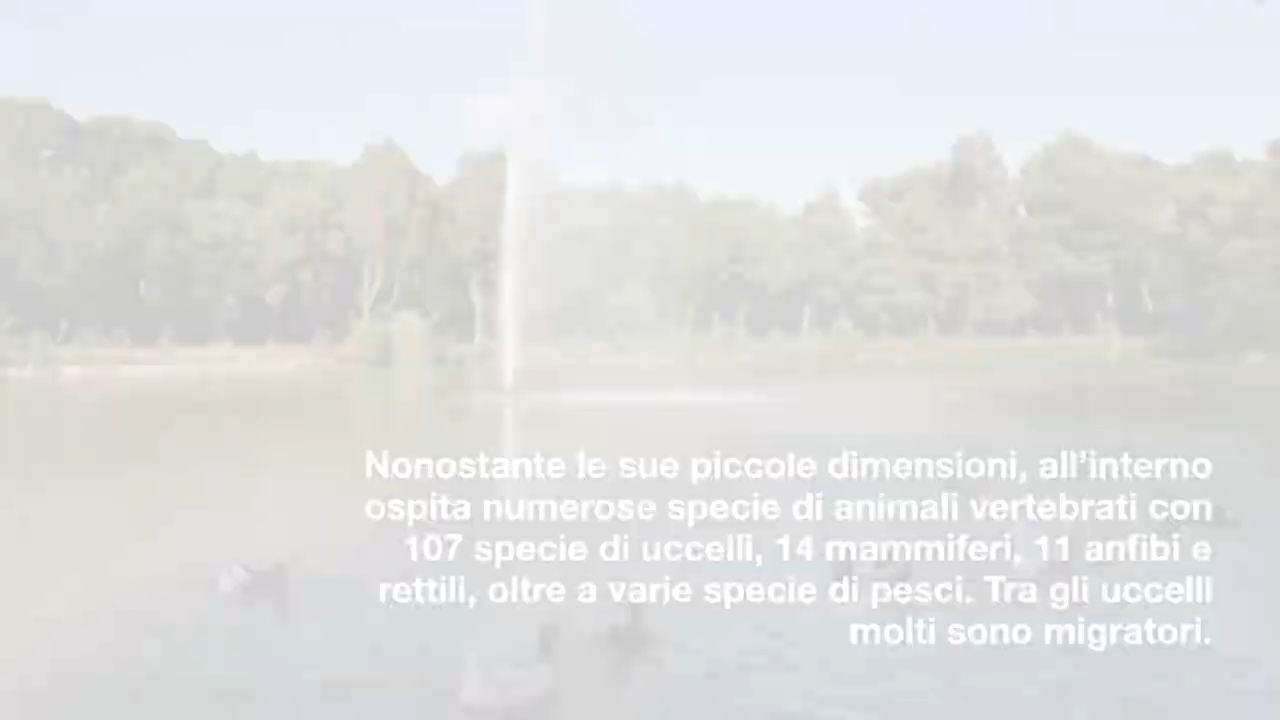 Nonostante le sue piccole dimensioni, all'interno
ospita numerose specie di animali vertebrati con
107 specie di uccelli, 14 mammiferi, 11 anfibi e
rettili, oltre a varie specie di pesci. Tra gli uccelli
molti sono migratori.